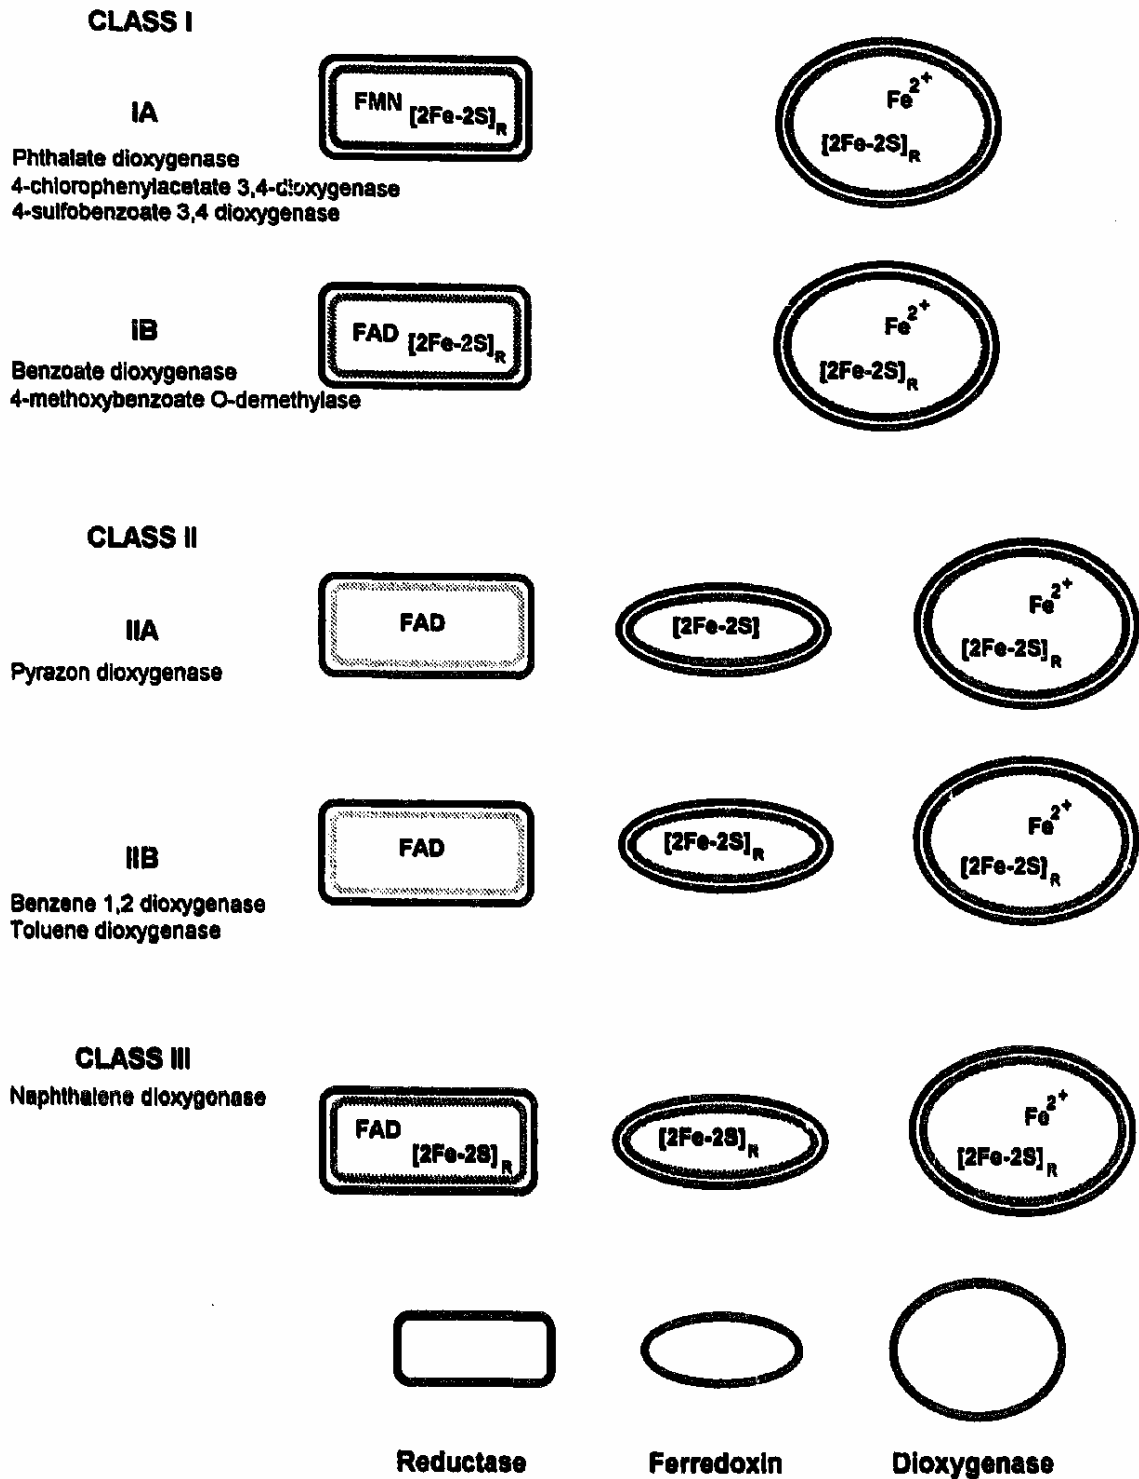 CLASS I
IA
FMN [2Fe-2S]R
Fe2+
[2Fe-2S]R
Phthalate dioxygenase
4-chlorophenylacetate 3,4-dioxygenase
4-sulfobenzoate 3,4 dioxygenase
IB
FAD [2Fe-2S]R
Fe2+
[2Fe-2S]R
Benzoate dioxygenase
4-methoxybenzoate O-demethylase
CLASS II
IIA
FAD
[2Fe-2S]
Fe2+
[2Fe-2S]R
Pyrazon dioxygenase
IIB
FAD
[2Fe-2S]R
Fe2+
[2Fe-2S]R
Benzene 1,2 dioxygenase
Toluene dioxygenase
CLASS III
Naphthalene dioxygonase
FAD
[2Fe-2S]R
[2Fe-2S]R
Fe2+
[2Fe-2S]R
Reductase
Ferredoxin
Dioxygenase